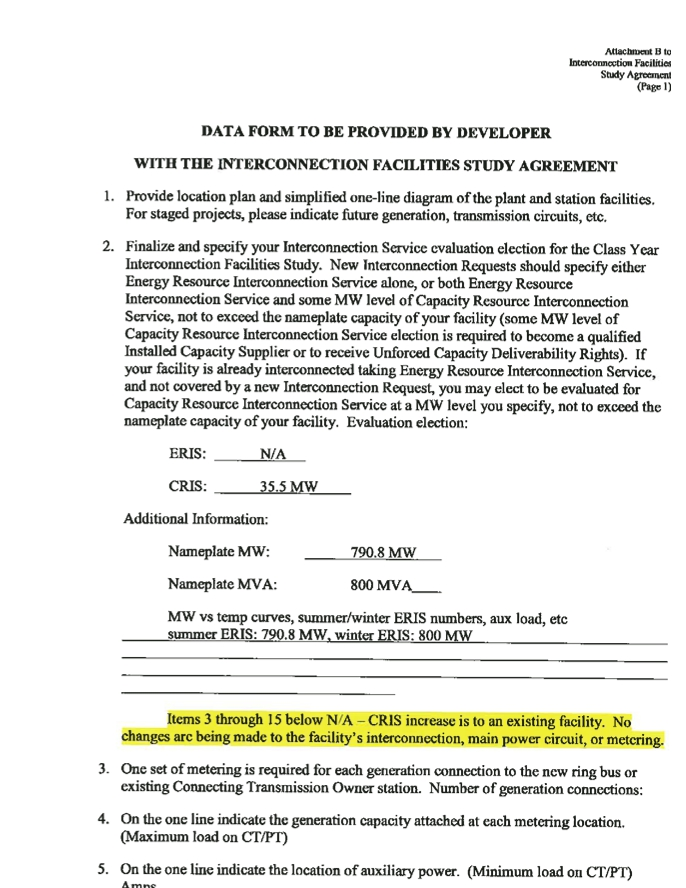 Attachment B to
Interconnection Facilities
Study Agreement
(Page 1)
DATA FORM TO BE PROVIDED BY DEVELOPER
WITH THE INTERCONNECTION FACILITIES STUDY AGREEMENT
1. Provide location plan and simplified one-line diagram of the plant and station facilities.
For staged projects, please indicate future generation, transmission circuits, etc.
2. Finalize and specify your Interconnection Service evaluation election for the Class Year
Interconnection Facilities Study. New Interconnection Requests should specify either
Energy Resource Interconnection Service alone, or both Energy Resource
Interconnection Service and some MW level of Capacity Resource Interconnection
Service, not to exceed the nameplate capacity of your facility (some MW level of
Capacity Resource Interconnection Service election is required to become a qualified
Installed Capacity Supplier or to receive Unforced Capacity Deliverability Rights). If
your facility is already interconnected taking Energy Resource Interconnection Service,
and not covered by a new Interconnection Request, you may elect to be evaluated for
Capacity Resource Interconnection Service at a MW level you specify, not to exceed the
nameplate capacity of your facility. Evaluation election:
ERIS: N/A
CRIS: 35.5 MW
Additional Information:
Nameplate MW: 790.8 MW
Nameplate MVA: 800 MVA
MW vs temp curves, summer/winter ERIS numbers, aux load, etc
summer ERIS: 790.8 MW, winter ERIS: 800 MW
Items 3 through 15 below N/A – CRIS increase is to an existing facility. No
changes are being made to the facility's interconnection, main power circuit, or metering.
3. One set of metering is required for each generation connection to the new ring bus or
existing Connecting Transmission Owner station. Number of generation connections:
4. On the one line indicate the generation capacity attached at each metering location.
(Maximum load on CT/PT)
5. On the one line indicate the location of auxiliary power. (Minimum load on CT/PT)
Amps